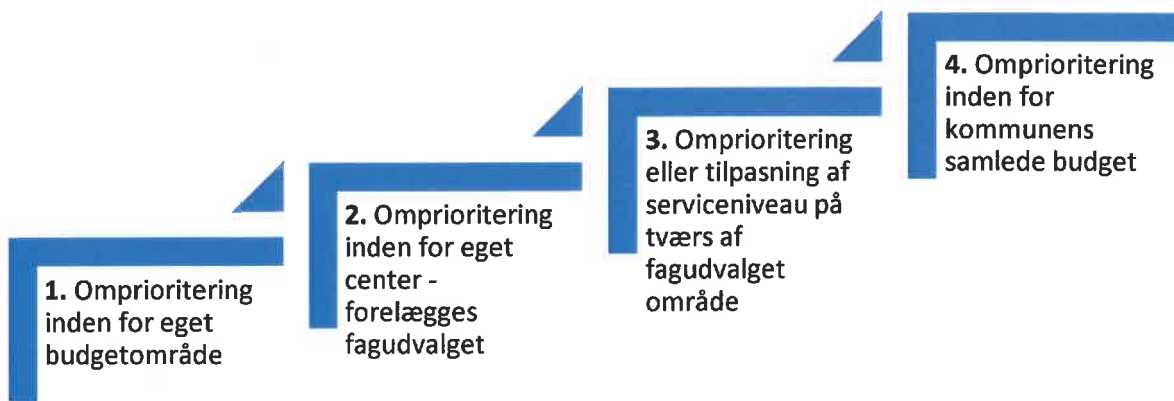 1. Omprioritering
inden for eget
budgetområde
2. Omprioritering
inden for eget
center -
forelægges
fagudvalget
3. Omprioritering
eller tilpasning af
serviceniveau på
tværs af
fagudvalget
område
4. Omprioritering
inden for
kommunens
samlede budget